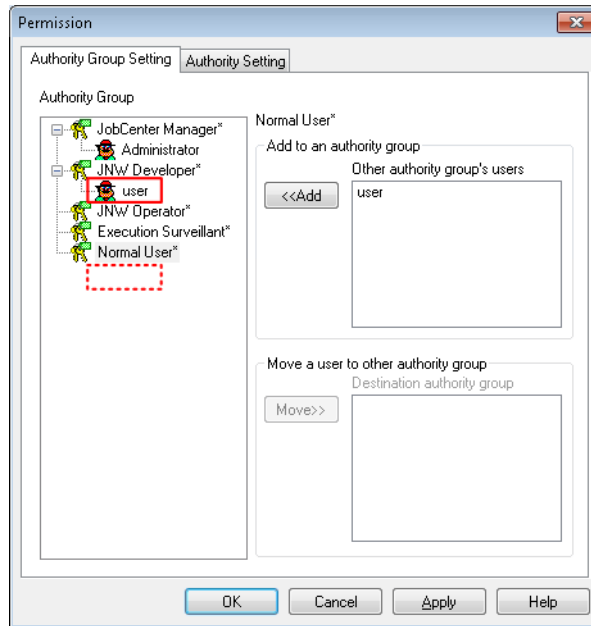 Permission
Authority Group Setting
Authority Setting
Authority Group
JobCenter Manager*
Administrator
JNW Developer*
user
JNW Operator*
Execution Surveillant*
Normal User*
Normal User*
Add to an authority group
Other authority group's users
<<Add
user
Move a user to other authority group
Destination authority group
Move>>
OK
Cancel
Apply
Help